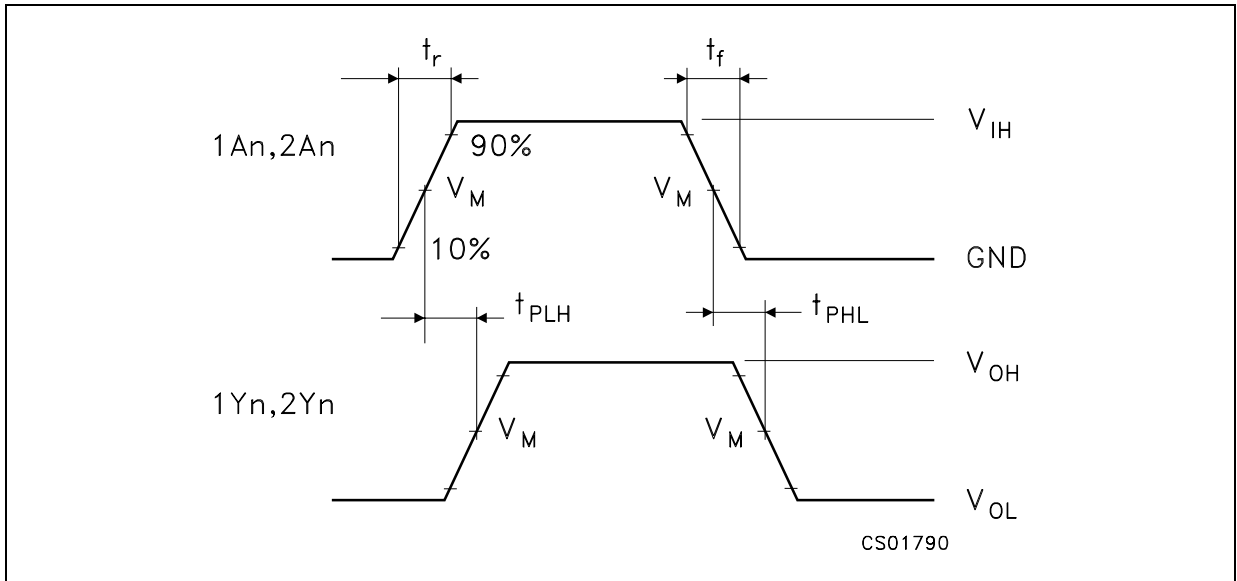 tr tf
VIH
1An,2An 90%
VM VM
10% GND
tPLH tPHL
VOH
1Yn,2Yn
VM VM
VOL
CS01790